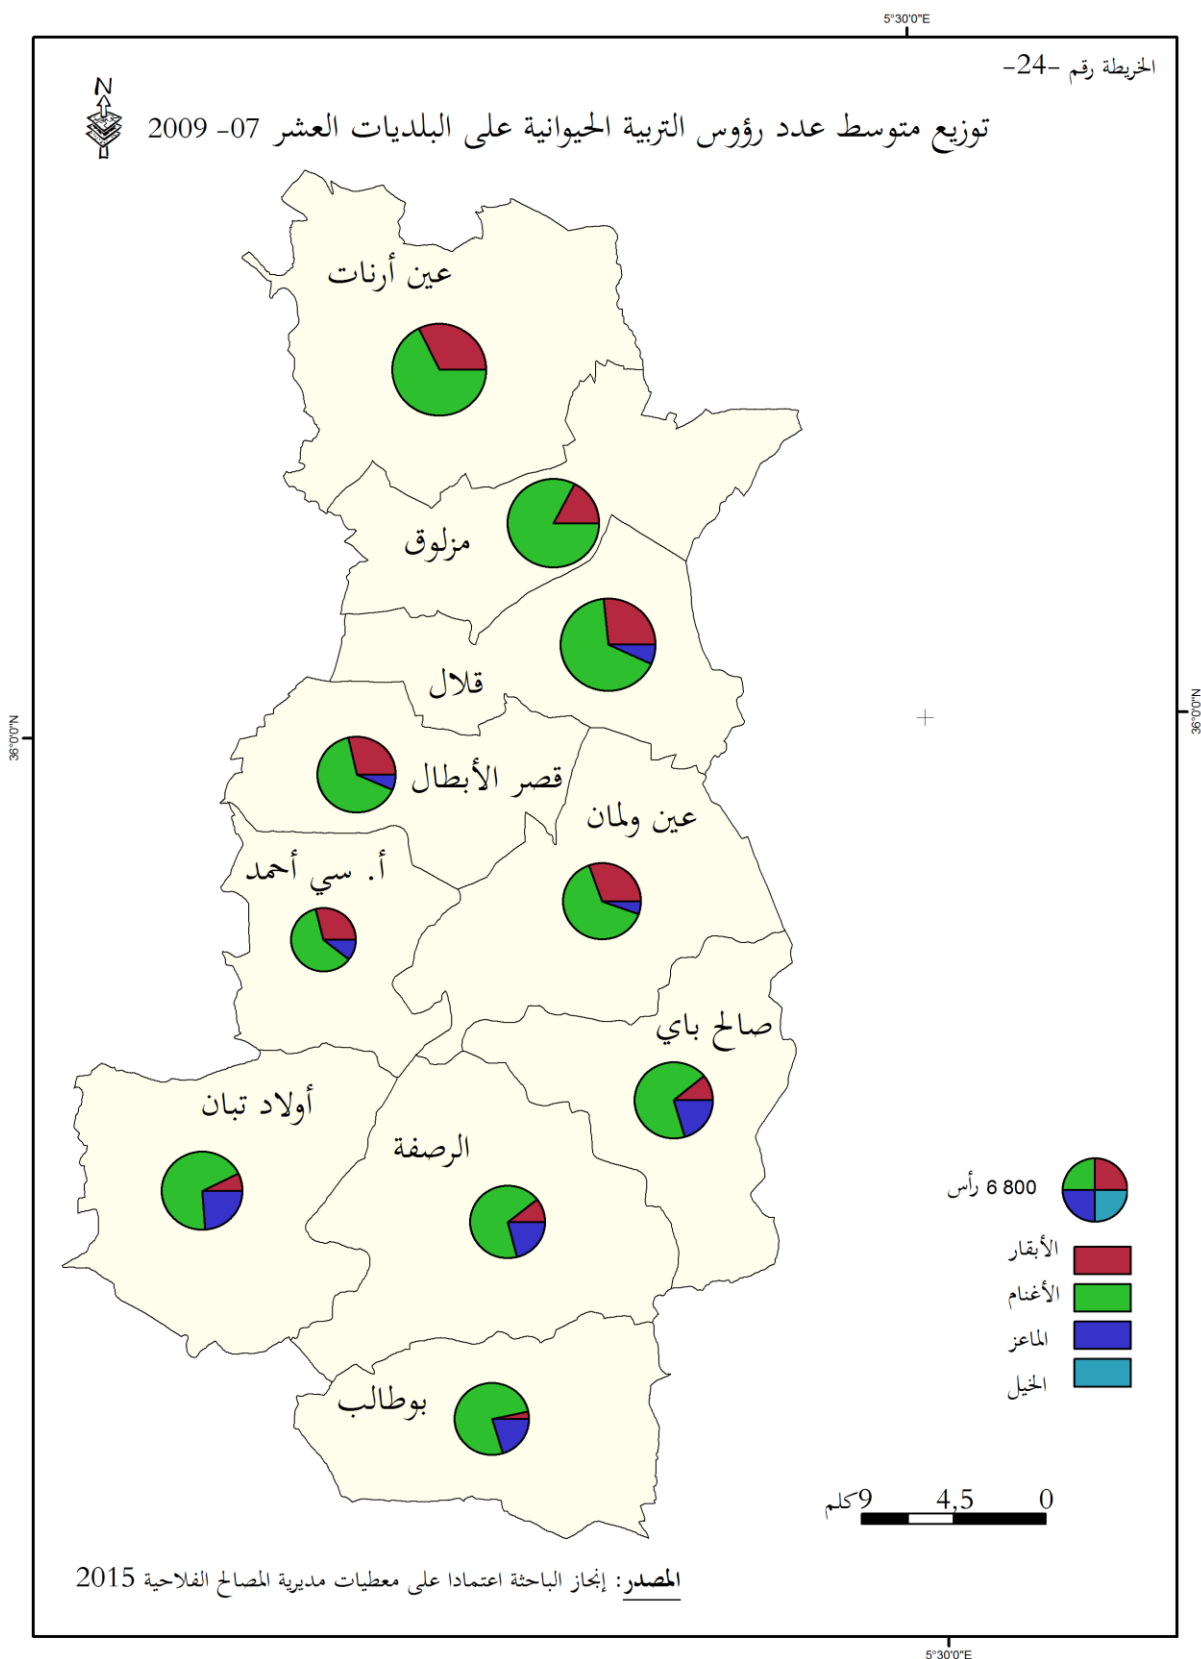 5°30'0"E
الخريطة رقم -24-
N
توزيع متوسط عدد رؤوس التربية الحيوانية على البلديات العشر 07- 2009
عين أرنات
مزلوق
قلال
36°0'0"N
36°0'0"N
قصر الأبطال
عين ولمان
أ. سي أحمد
صالح باي
أولاد تبان
الرصفة
6 800 رأس
الأبقار
الأغنام
الماعز
الخيل
بوطالب
0 4,5 9كلم
المصدر: إنجاز الباحثة اعتمادا على معطيات مديرية المصالح الفلاحية 2015
5°30'0"E